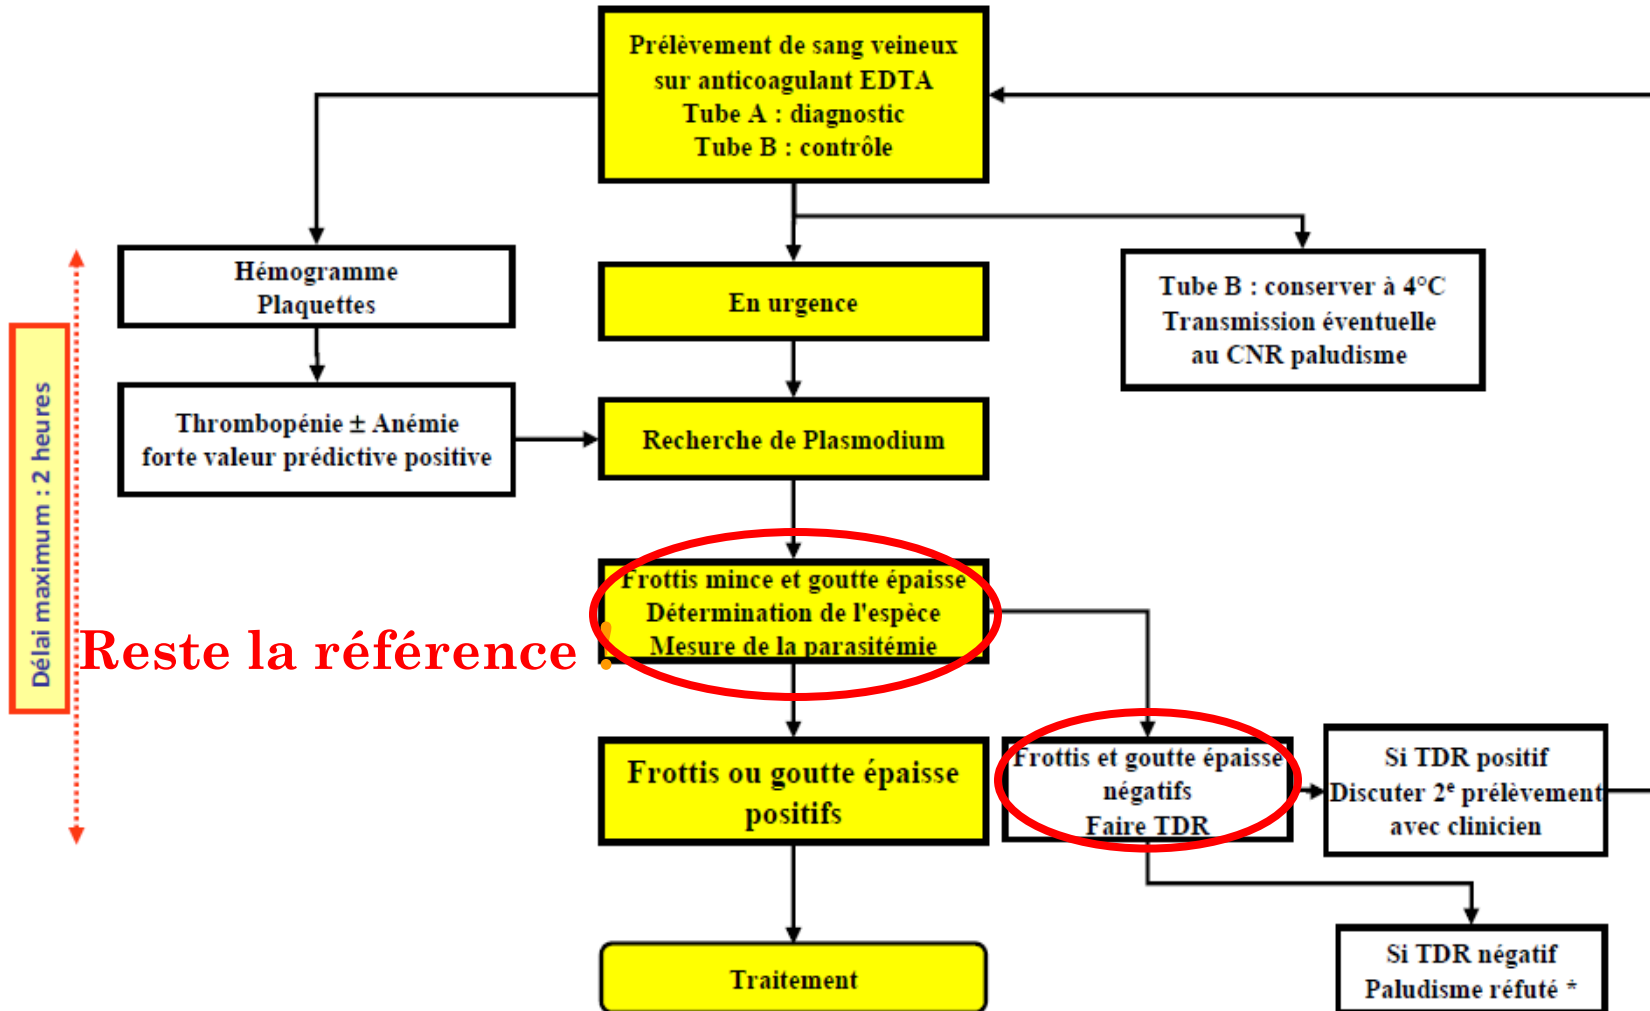 Prélèvement de sang veineux
sur anticoagulant EDTA
Tube A : diagnostic
Tube B : contrôle
Hémogramme
Plaquettes
En urgence
Tube B : conserver à 4°C
Transmission éventuelle
au CNR paludisme
Délai maximum : 2 heures
Thrombopénie ± Anémie
forte valeur prédictive positive
Recherche de Plasmodium
Frottis mince et goutte épaisse
Détermination de l'espèce
Mesure de la parasitémie
Reste la référence !
Frottis ou goutte épaisse
positifs
Frottis et goutte épaisse
négatifs
Faire TDR
Si TDR positif
Discuter 2e prélèvement
avec clinicien
Traitement
Si TDR négatif
Paludisme réfuté *